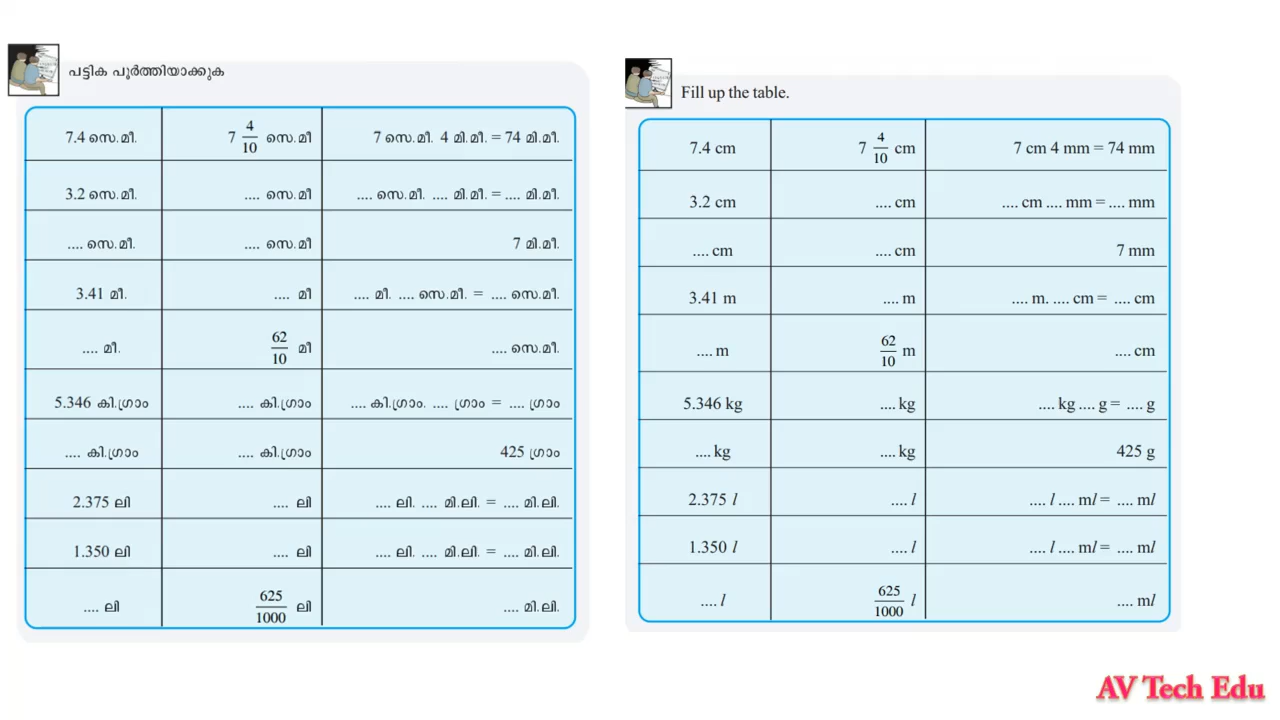 പട്ടിക പൂർത്തിയാക്കുക
7.4 സെ.മീ. 7 4/10 സെ.മീ 7 സെ.മീ. 4 മി.മീ. = 74 മി.മീ.
3.2 സെ.മീ. .... സെ.മീ .... സെ.മീ. .... മി.മീ. = .... മി.മീ.
.... സെ.മീ. .... സെ.മീ 7 മി.മീ.
3.41 മീ. .... മീ .... മീ. .... സെ.മീ. = .... സെ.മീ.
.... മീ. 62/10 മീ .... സെ.മീ.
5.346 കി.ഗ്രാം .... കി.ഗ്രാം .... കി.ഗ്രാം. .... ഗ്രാം = .... ഗ്രാം
.... കി.ഗ്രാം .... കി.ഗ്രാം 425 ഗ്രാം
2.375 ലി .... ലി .... ലി. .... മി.ലി. = .... മി.ലി.
1.350 ലി .... ലി .... ലി. .... മി.ലി. = .... മി.ലി.
.... ലി 625/1000 ലി .... മി.ലി.
Fill up the table.
7.4 cm 7 4/10 cm 7 cm 4 mm = 74 mm
3.2 cm .... cm .... cm .... mm = .... mm
.... cm .... cm 7 mm
3.41 m .... m .... m. .... cm = .... cm
.... m 62/10 m .... cm
5.346 kg .... kg .... kg .... g = .... g
.... kg .... kg 425 g
2.375 l .... l .... l .... ml = .... ml
1.350 l .... l .... l .... ml = .... ml
.... l 625/1000 l .... ml
AV Tech Edu